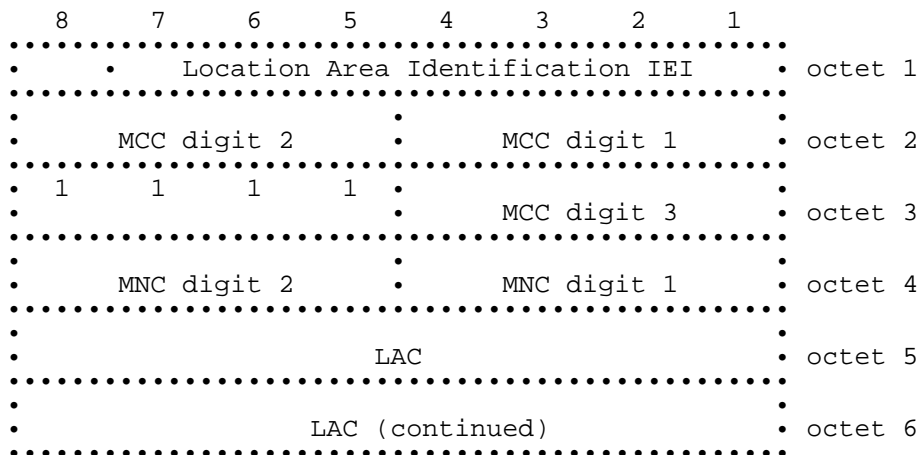 8 7 6 5 4 3 2 1
Location Area Identification IEI octet 1
MCC digit 2 MCC digit 1 octet 2
1 1 1 1
MCC digit 3 octet 3
MNC digit 2 MNC digit 1 octet 4
LAC octet 5
LAC (continued) octet 6